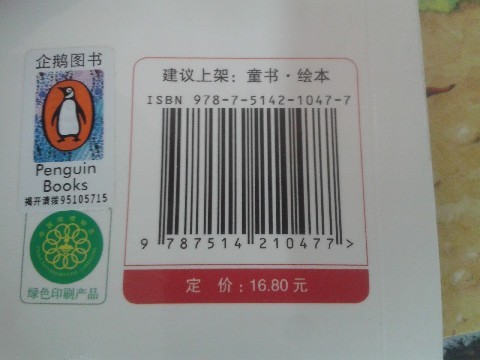 企鹅图书
Penguin
Books
揭开请拨95105715
绿色印刷产品
建议上架：童书·绘本
ISBN 978-7-5142-1047-7
9 787514 210477 >
定 价：16.80 元